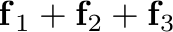 f₁ + f₂ + f₃